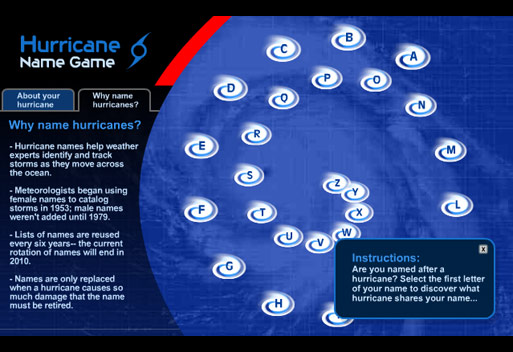 Hurricane
Name Game
About your
hurricane
Why name
hurricanes?
Why name hurricanes?
- Hurricane names help weather
experts identify and track
storms as they move across
the ocean.
- Meteorologists began using
female names to catalog
storms in 1953; male names
weren't added until 1979.
- Lists of names are reused
every six years-- the current
rotation of names will end in
2010.
- Names are only replaced
when a hurricane causes so
much damage that the name
must be retired.
B
C
A
P
O
D
Q
N
R
E
M
S
Z
Y
L
F
T
X
U
V
W
G
H
X
Instructions:
Are you named after a
hurricane? Select the first letter
of your name to discover what
hurricane shares your name...